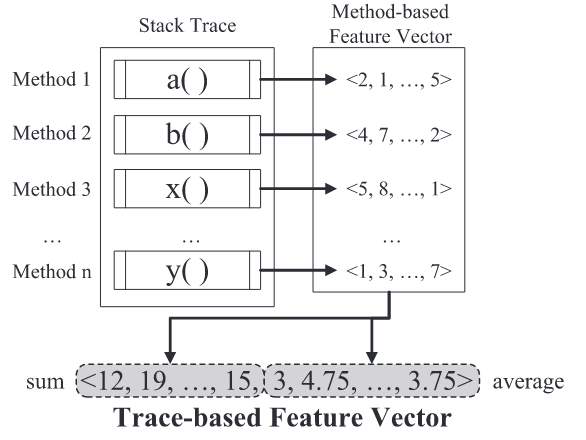 Stack Trace
Method-based
Feature Vector
Method 1 a( ) <2, 1, …, 5>
Method 2 b( ) <4, 7, …, 2>
Method 3 x( ) <5, 8, …, 1>
… … …
Method n y( ) <1, 3, …, 7>
sum <12, 19, …, 15, 3, 4.75, …, 3.75> average
Trace-based Feature Vector